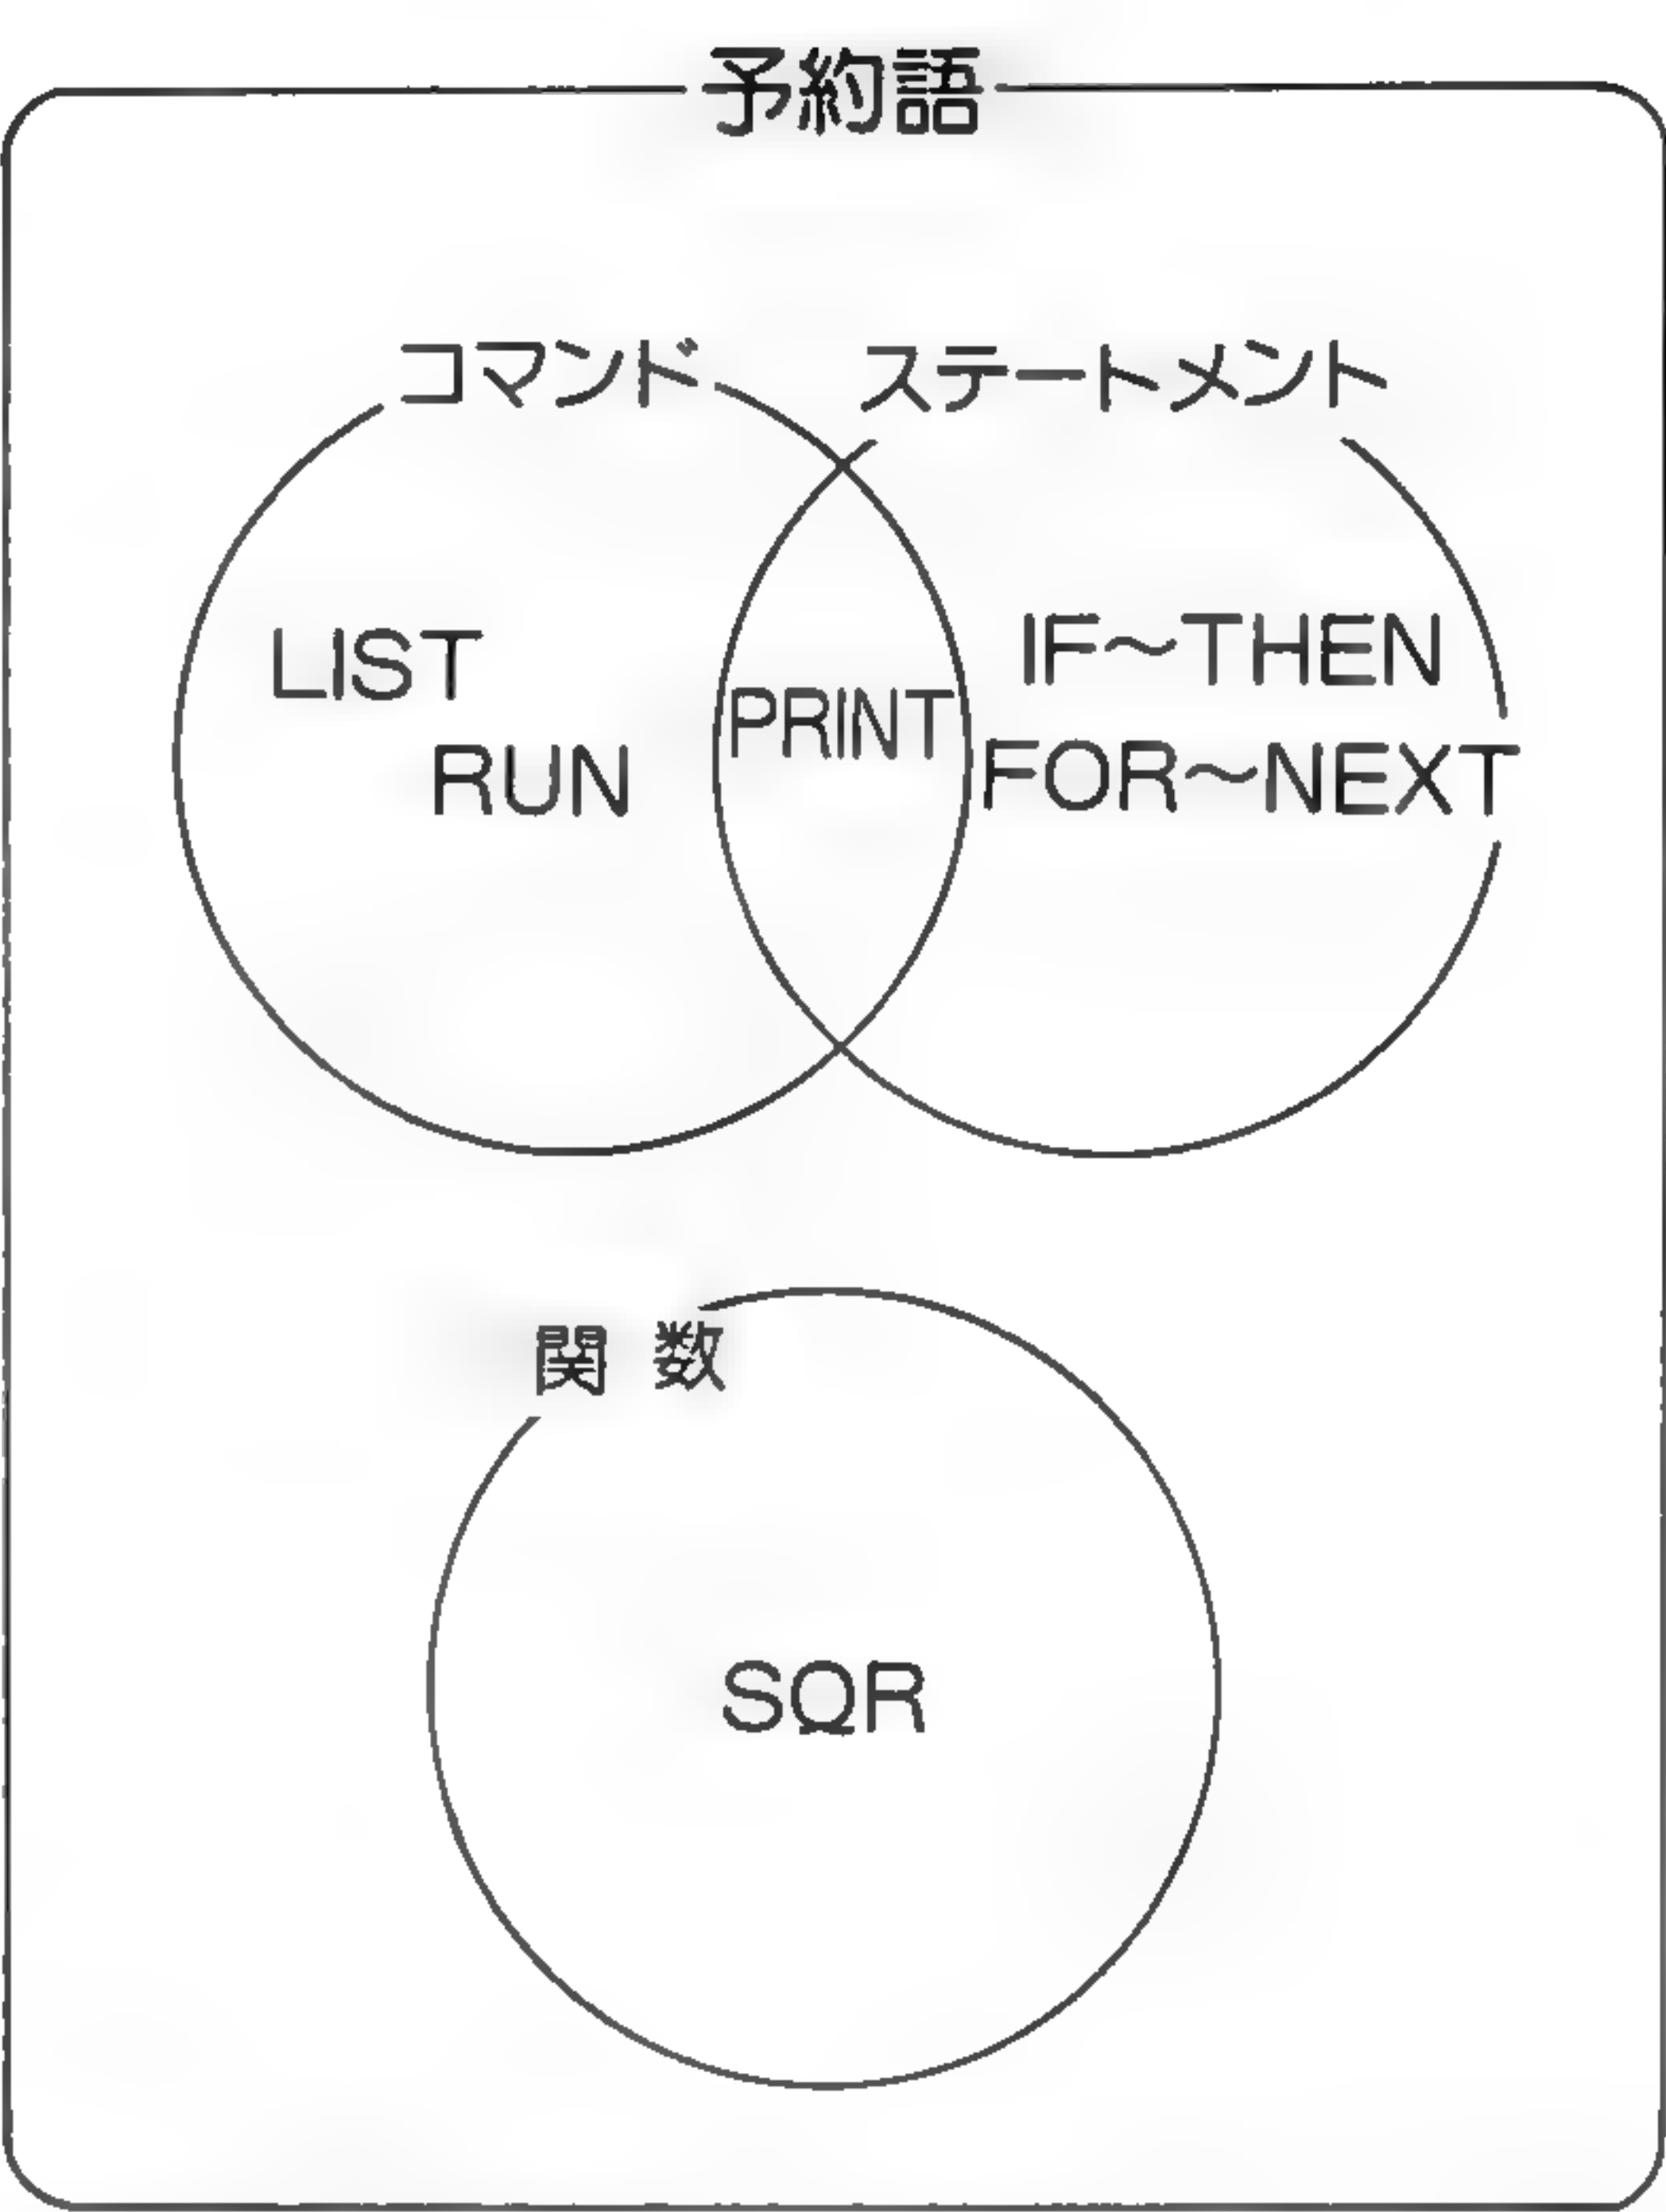 予約語
コマンド
ステートメント
LIST
RUN
PRINT
IF～THEN
FOR～NEXT
関数
SQR